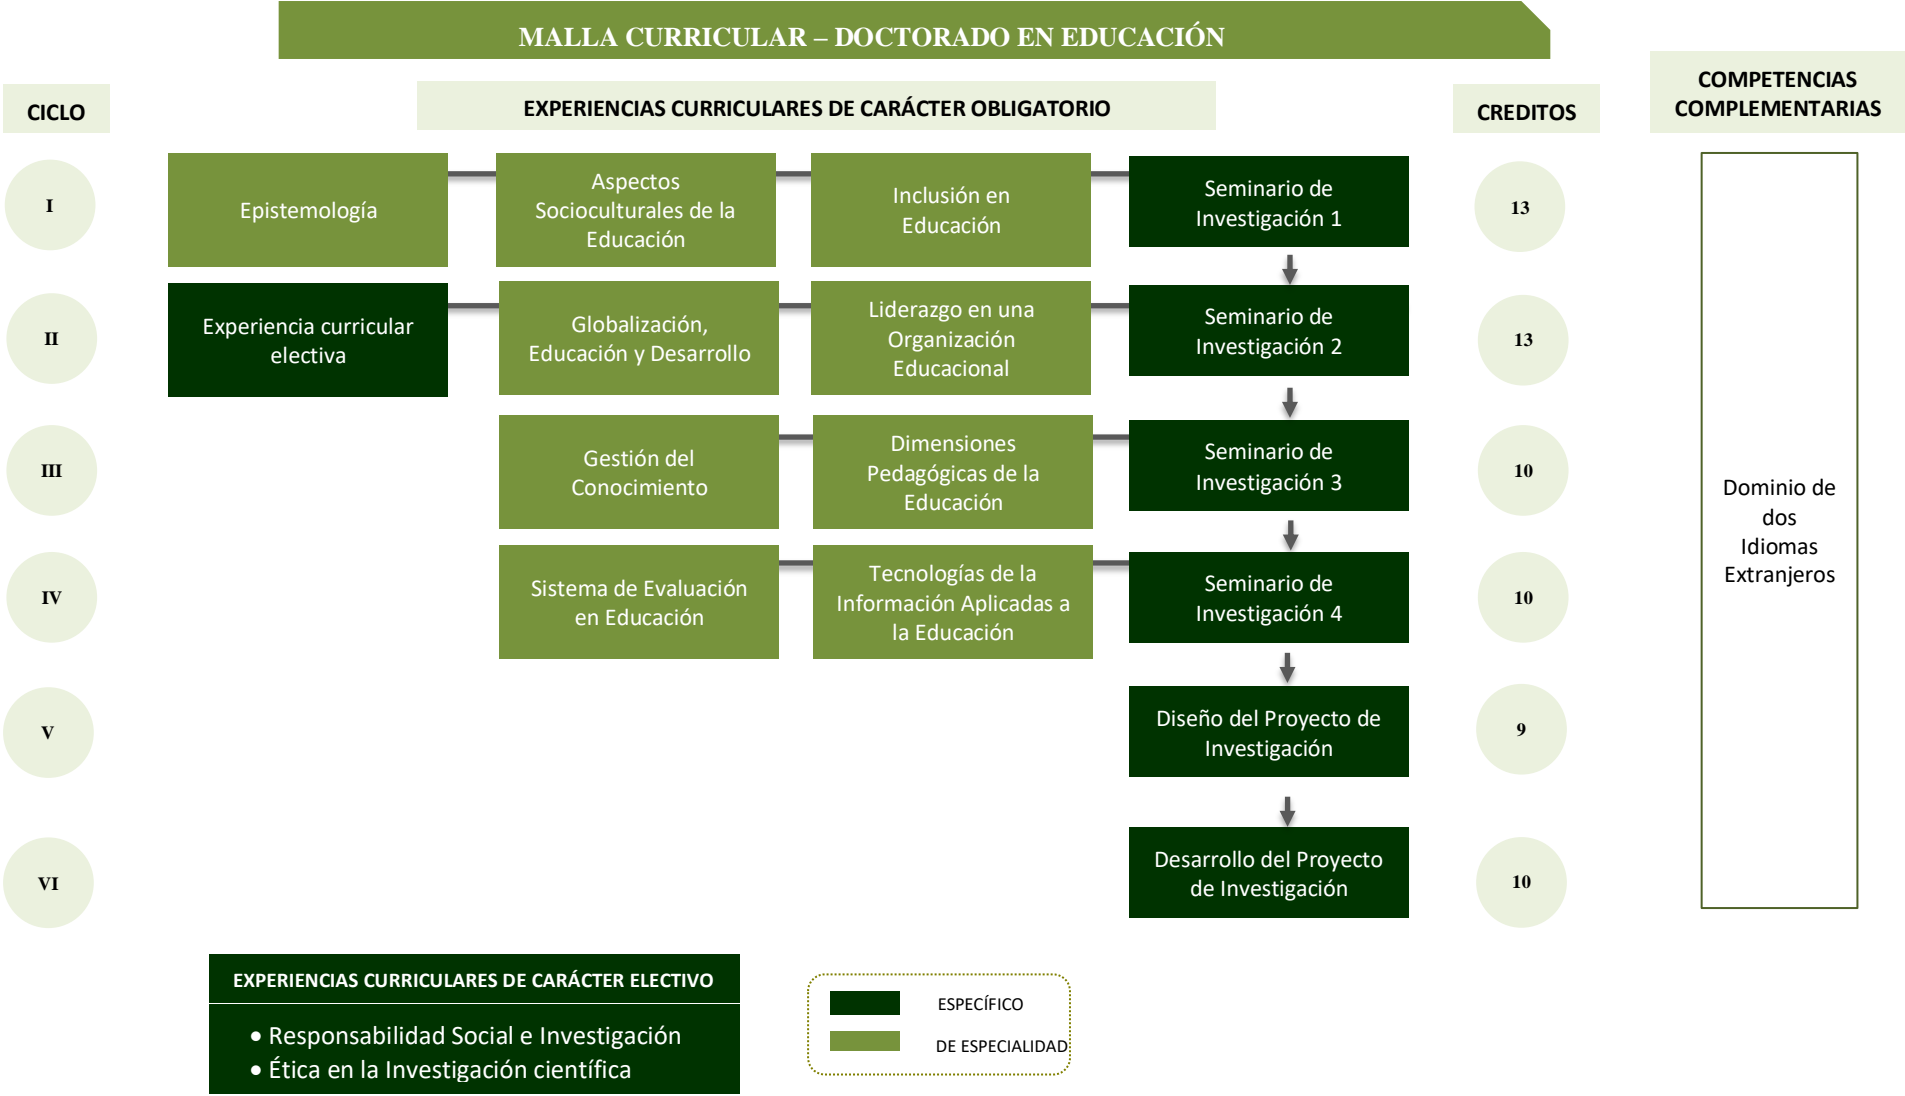 MALLA CURRICULAR – DOCTORADO EN EDUCACIÓN
CICLO
EXPERIENCIAS CURRICULARES DE CARÁCTER OBLIGATORIO
CREDITOS
COMPETENCIAS
COMPLEMENTARIAS
I
Epistemología
Aspectos
Socioculturales de la
Educación
Inclusión en
Educación
Seminario de
Investigación 1
13
II
Experiencia curricular
electiva
Globalización,
Educación y Desarrollo
Liderazgo en una
Organización
Educacional
Seminario de
Investigación 2
13
III
Gestión del
Conocimiento
Dimensiones
Pedagógicas de la
Educación
Seminario de
Investigación 3
10
IV
Sistema de Evaluación
en Educación
Tecnologías de la
Información Aplicadas a
la Educación
Seminario de
Investigación 4
10
V
Diseño del Proyecto de
Investigación
9
VI
Desarrollo del Proyecto
de Investigación
10
Dominio de
dos
Idiomas
Extranjeros
EXPERIENCIAS CURRICULARES DE CARÁCTER ELECTIVO
• Responsabilidad Social e Investigación
• Ética en la Investigación científica
ESPECÍFICO
DE ESPECIALIDAD